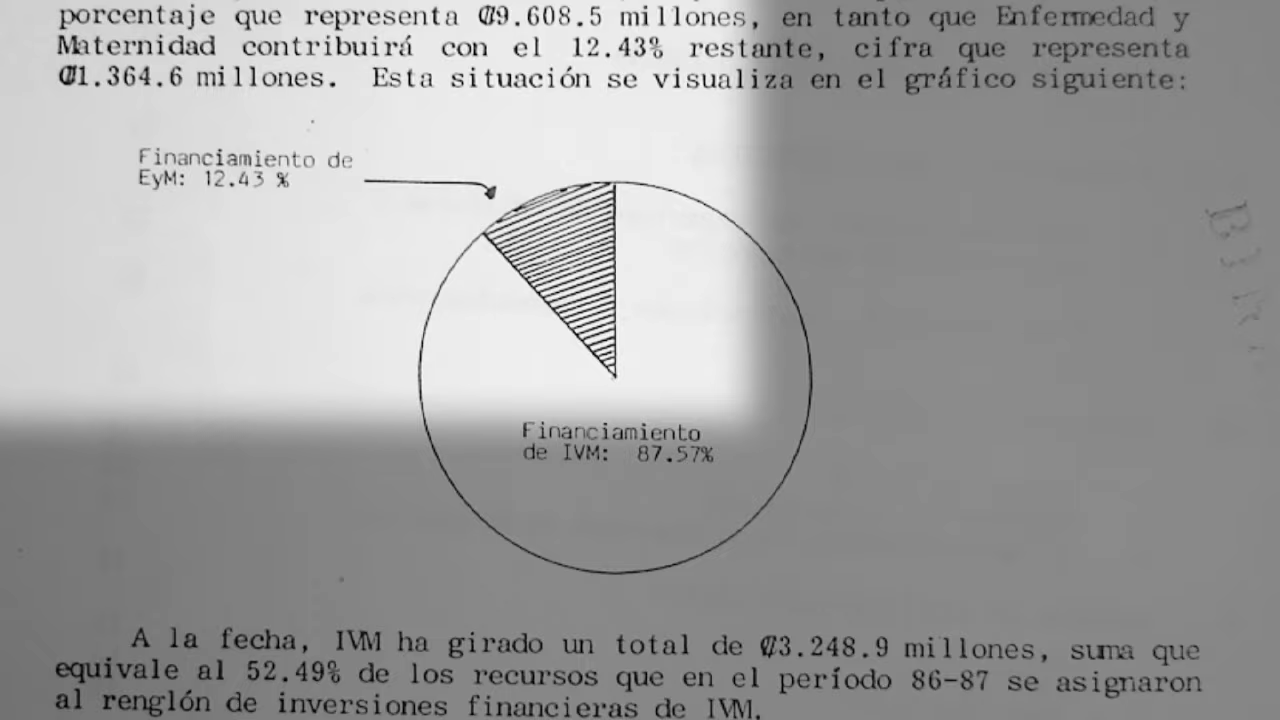 porcentaje que representa ₡9.608.5 millones, en tanto que Enfermedad y
Maternidad contribuirá con el 12.43% restante, cifra que representa
₡1.364.6 millones. Esta situación se visualiza en el gráfico siguiente:
Financiamiento de
EyM: 12.43 %
Financiamiento
de IVM: 87.57%
A la fecha, IVM ha girado un total de ₡3.248.9 millones, suma que
equivale al 52.49% de los recursos que en el período 86-87 se asignaron
al renglón de inversiones financieras de IVM.